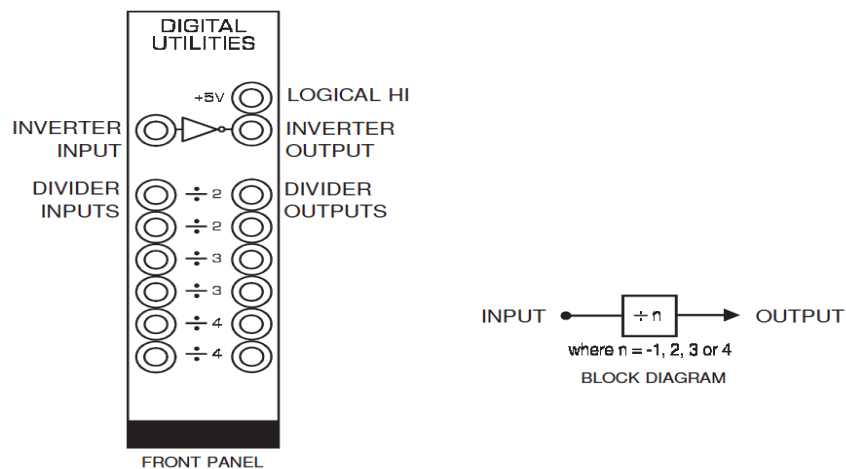 DIGITAL
UTILITIES
+5V
LOGICAL HI
INVERTER
INPUT
INVERTER
OUTPUT
DIVIDER
INPUTS
DIVIDER
OUTPUTS
÷ 2
÷ 2
÷ 3
÷ 3
÷ 4
÷ 4
FRONT PANEL
INPUT
÷ n
OUTPUT
where n = -1, 2, 3 or 4
BLOCK DIAGRAM